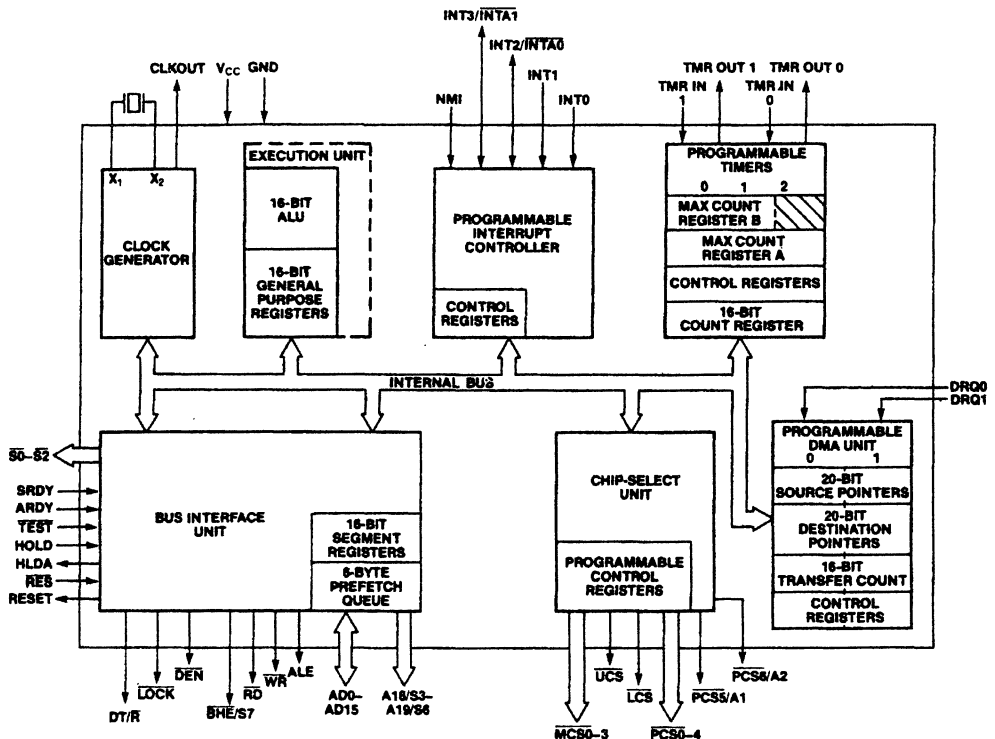 INT3/INTA1
INT2/INTA0
INT1
INT0
NMI
CLKOUT
VCC
GND
TMR OUT 1
TMR OUT 0
TMR IN
1
TMR IN
0
X1
X2
CLOCK
GENERATOR
EXECUTION UNIT
16-BIT
ALU
16-BIT
GENERAL
PURPOSE
REGISTERS
PROGRAMMABLE
INTERRUPT
CONTROLLER
CONTROL
REGISTERS
PROGRAMMABLE
TIMERS
0 1 2
MAX COUNT
REGISTER B
MAX COUNT
REGISTER A
CONTROL REGISTERS
16-BIT
COUNT REGISTER
INTERNAL BUS
DRQ0
DRQ1
PROGRAMMABLE
DMA UNIT
0 1
20-BIT
SOURCE POINTERS
20-BIT
DESTINATION
POINTERS
16-BIT
TRANSFER COUNT
CONTROL
REGISTERS
S0–S2
SRDY
ARDY
TEST
HOLD
HLDA
RES
RESET
BUS INTERFACE
UNIT
16-BIT
SEGMENT
REGISTERS
6-BYTE
PREFETCH
QUEUE
CHIP-SELECT
UNIT
PROGRAMMABLE
CONTROL
REGISTERS
DT/R
LOCK
DEN
BHE/S7
RD
WR
ALE
AD0–
AD15
A16/S3–
A19/S6
MCS0–3
UCS
LCS
PCS0–4
PCS5/A1
PCS6/A2